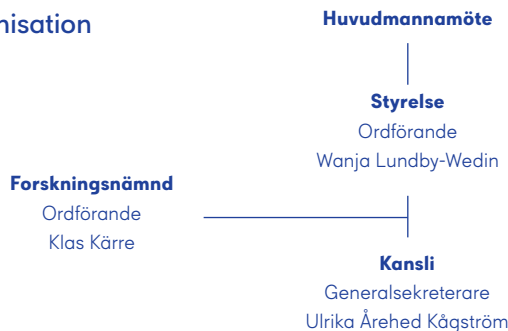 nisation
Huvudmannamöte
Styrelse
Ordförande
Wanja Lundby-Wedin
Forskningsnämnd
Ordförande
Klas Kärre
Kansli
Generalsekreterare
Ulrika Årehed Kågström